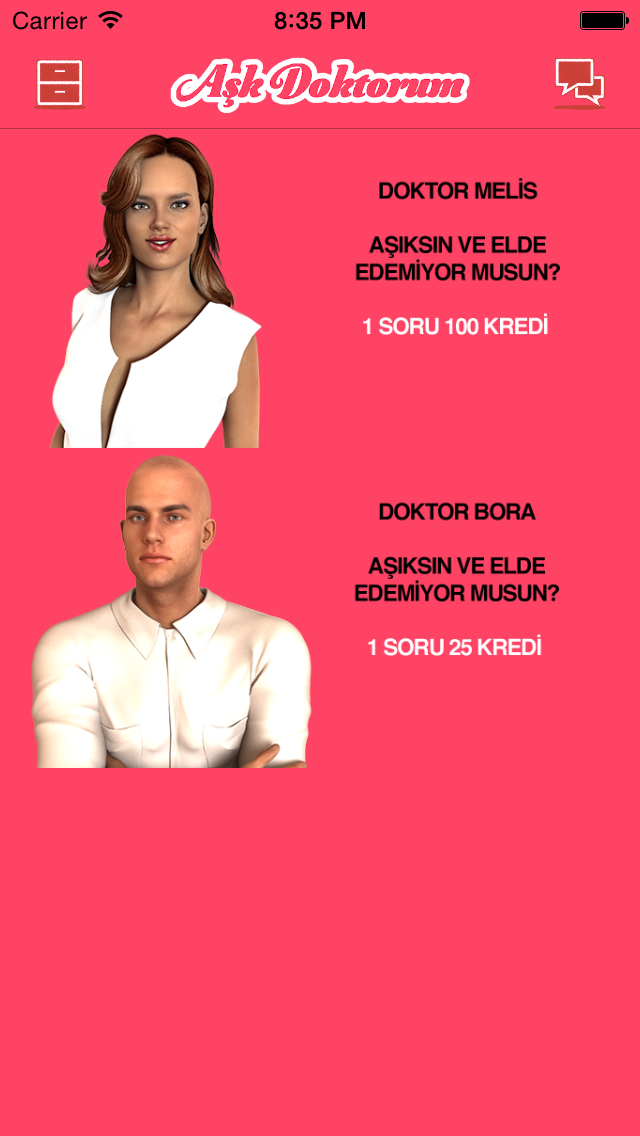 Carrier 8:35 PM
Aşk Doktorum
DOKTOR MELİS
AŞIKSIN VE ELDE
EDEMİYOR MUSUN?
1 SORU 100 KREDİ
DOKTOR BORA
AŞIKSIN VE ELDE
EDEMİYOR MUSUN?
1 SORU 25 KREDİ